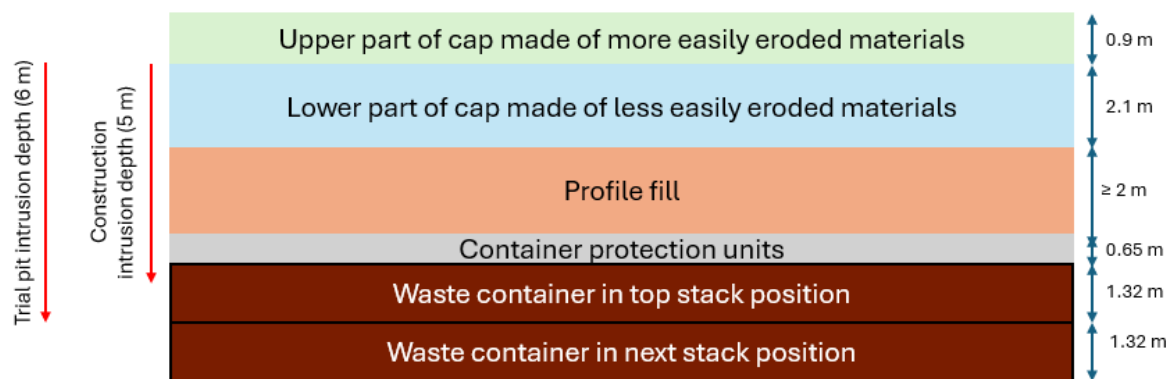 Upper part of cap made of more easily eroded materials
0.9 m
Trial pit intrusion depth (6 m)
Construction
intrusion depth (5 m)
Lower part of cap made of less easily eroded materials
2.1 m
Profile fill
≥ 2 m
Container protection units
0.65 m
Waste container in top stack position
1.32 m
Waste container in next stack position
1.32 m